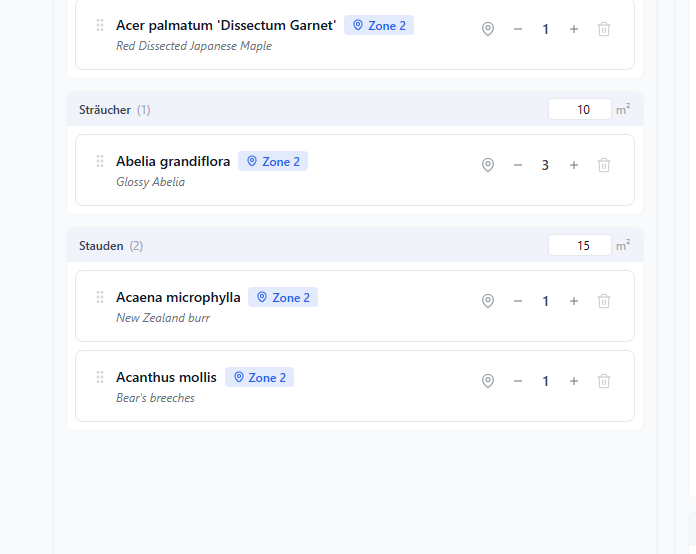 Acer palmatum 'Dissectum Garnet' Zone 2 1
Red Dissected Japanese Maple
Sträucher (1) 10 m²
Abelia grandiflora Zone 2 3
Glossy Abelia
Stauden (2) 15 m²
Acaena microphylla Zone 2 1
New Zealand burr
Acanthus mollis Zone 2 1
Bear's breeches